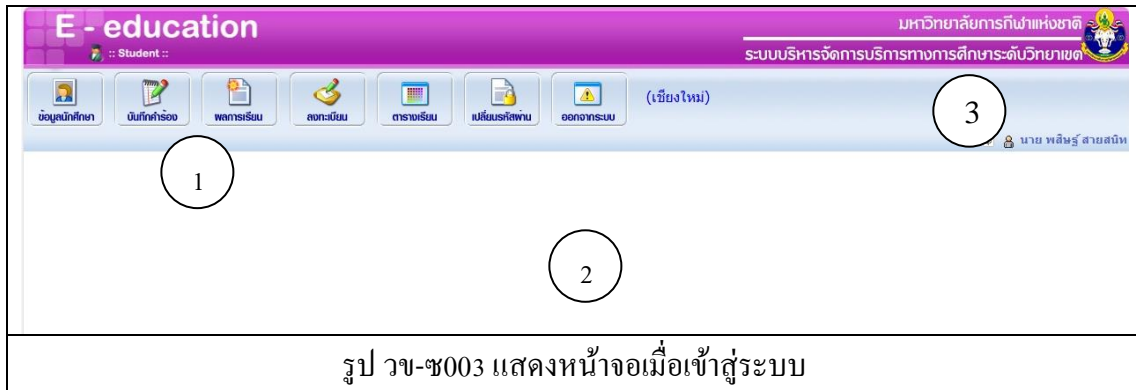 E - education
:: Student ::
มหาวิทยาลัยการกีฬาแห่งชาติ
ระบบบริหารจัดการบริการทางการศึกษาระดับวิทยาเขต
ข้อมูลนักศึกษา บันทึกคำร้อง ผลการเรียน ลงทะเบียน ตารางเรียน เปลี่ยนรหัสผ่าน ออกจากระบบ (เชียงใหม่)
3
นาย พสิษฐ์ สายสนิท
1
2
รูป วข-ซ003 แสดงหน้าจอเมื่อเข้าสู่ระบบ